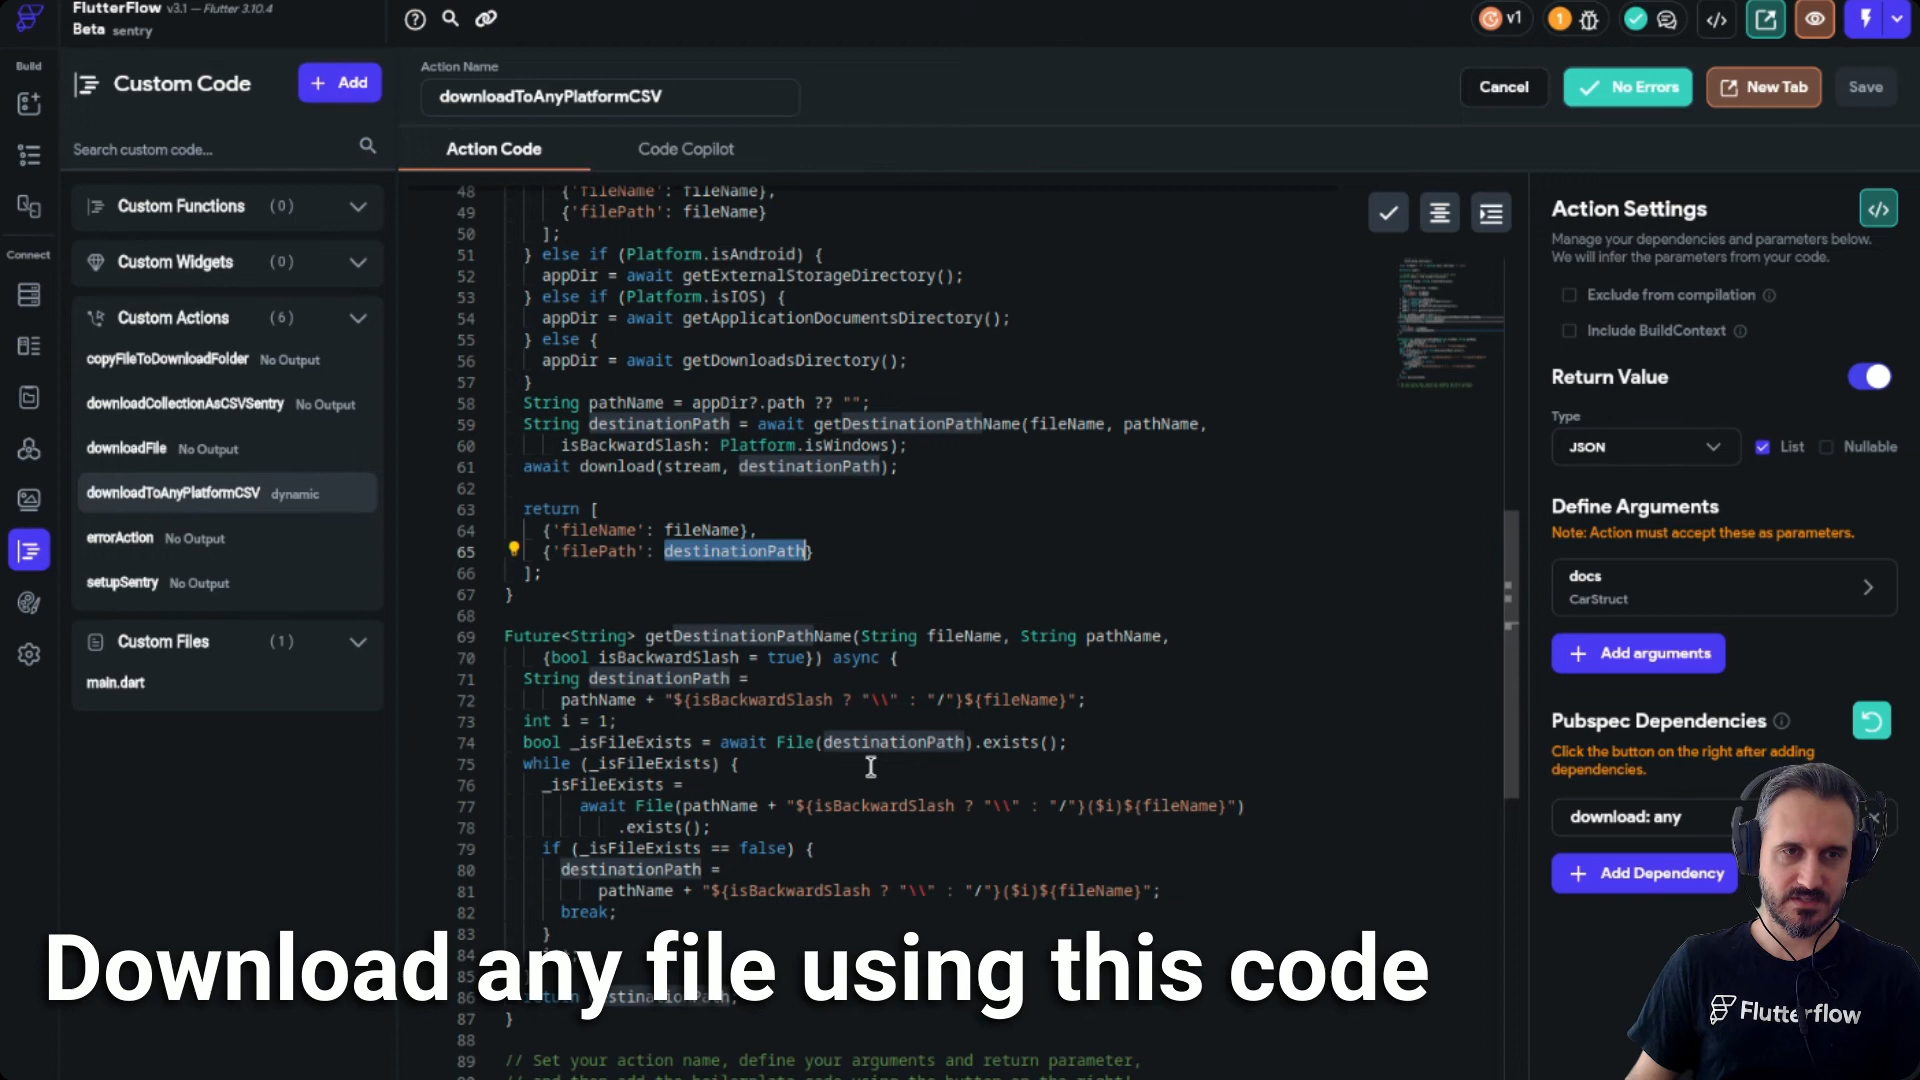 FlutterFlow v3.1 — Flutter 3.10.4
Beta sentry
v1
1
Build
Connect
Custom Code
+ Add
Search custom code...
Custom Functions (0)
Custom Widgets (0)
Custom Actions (6)
copyFileToDownloadFolder No Output
downloadCollectionAsCSVSentry No Output
downloadFile No Output
downloadToAnyPlatformCSV dynamic
errorAction No Output
setupSentry No Output
Custom Files (1)
main.dart
Action Name
downloadToAnyPlatformCSV
Cancel
No Errors
New Tab
Save
Action Code
Code Copilot
48 {'fileName': fileName},
49 {'filePath': fileName}
50 ];
51 } else if (Platform.isAndroid) {
52 appDir = await getExternalStorageDirectory();
53 } else if (Platform.isIOS) {
54 appDir = await getApplicationDocumentsDirectory();
55 } else {
56 appDir = await getDownloadsDirectory();
57 }
58 String pathName = appDir?.path ?? "";
59 String destinationPath = await getDestinationPathName(fileName, pathName,
60 isBackwardSlash: Platform.isWindows);
61 await download(stream, destinationPath);
62
63 return [
64 {'fileName': fileName},
65 {'filePath': destinationPath}
66 ];
67 }
68
69 Future<String> getDestinationPathName(String fileName, String pathName,
70 {bool isBackwardSlash = true}) async {
71 String destinationPath =
72 pathName + "${isBackwardSlash ? "\\" : "/"}${fileName}";
73 int i = 1;
74 bool _isFileExists = await File(destinationPath).exists();
75 while (_isFileExists) {
76 _isFileExists =
77 await File(pathName + "${isBackwardSlash ? "\\" : "/"}($i)${fileName}")
78 .exists();
79 if (_isFileExists == false) {
80 destinationPath =
81 pathName + "${isBackwardSlash ? "\\" : "/"}($i)${fileName}";
82 break;
83 }
84
85
86
87 }
88
89 // Set your action name, define your arguments and return parameter,
Action Settings
Manage your dependencies and parameters below.
We will infer the parameters from your code.
Exclude from compilation
Include BuildContext
Return Value
Type
JSON
List
Nullable
Define Arguments
Note: Action must accept these as parameters.
docs
CarStruct
+ Add arguments
Pubspec Dependencies
Click the button on the right after adding
dependencies.
download: any
+ Add Dependency
Download any file using this code
Flutterflow